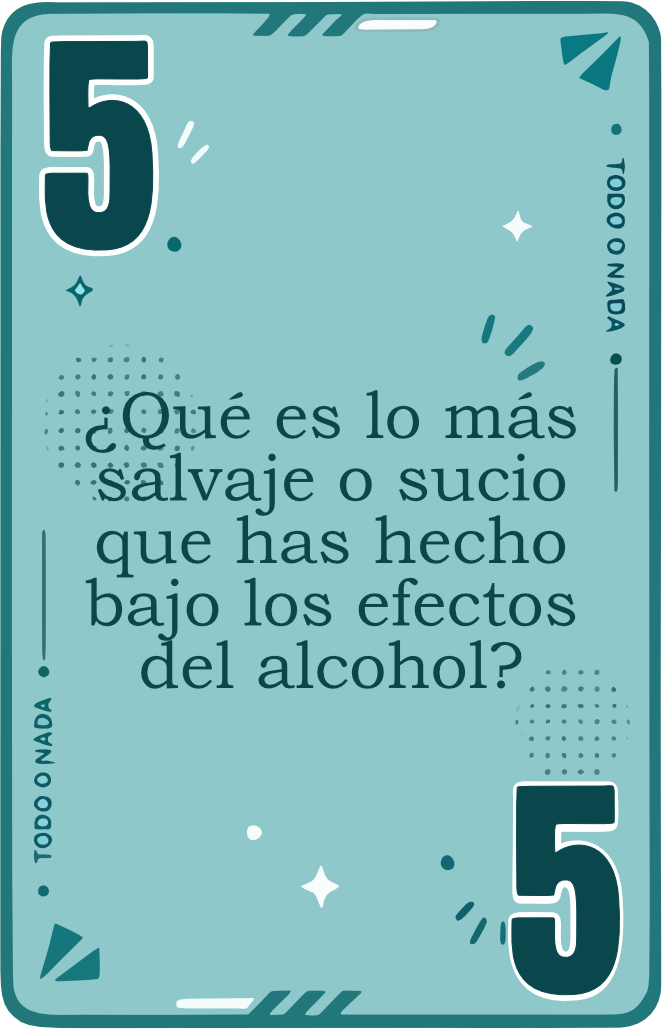 5
TODO O NADA
¿Qué es lo más
salvaje o sucio
que has hecho
bajo los efectos
del alcohol?
TODO O NADA
5